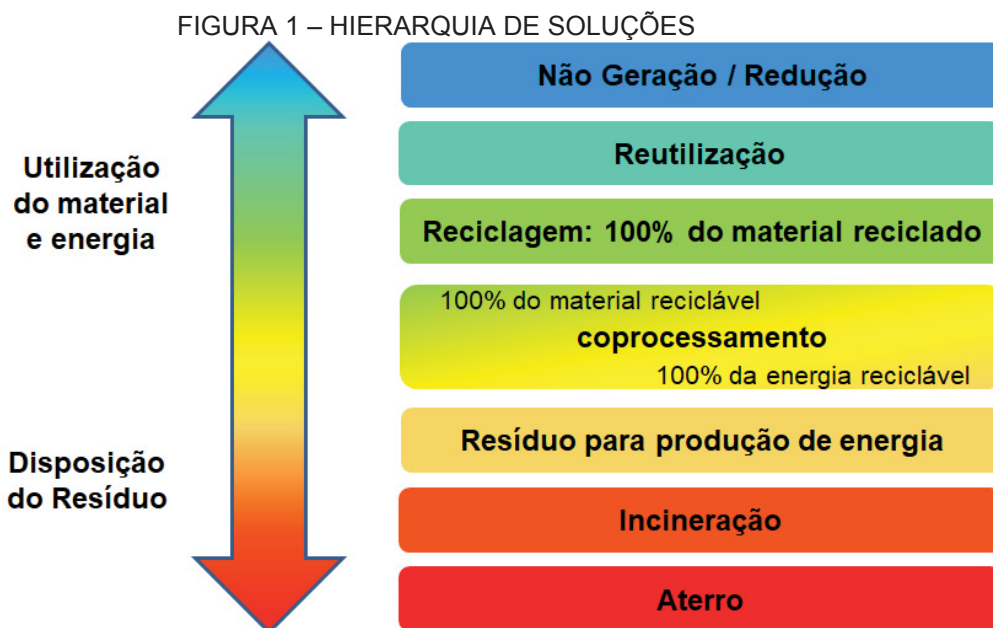 FIGURA 1 – HIERARQUIA DE SOLUÇÕES
Utilização
do material
e energia
Disposição
do Resíduo
Não Geração / Redução
Reutilização
Reciclagem: 100% do material reciclado
100% do material reciclável
coprocessamento
100% da energia reciclável
Resíduo para produção de energia
Incineração
Aterro